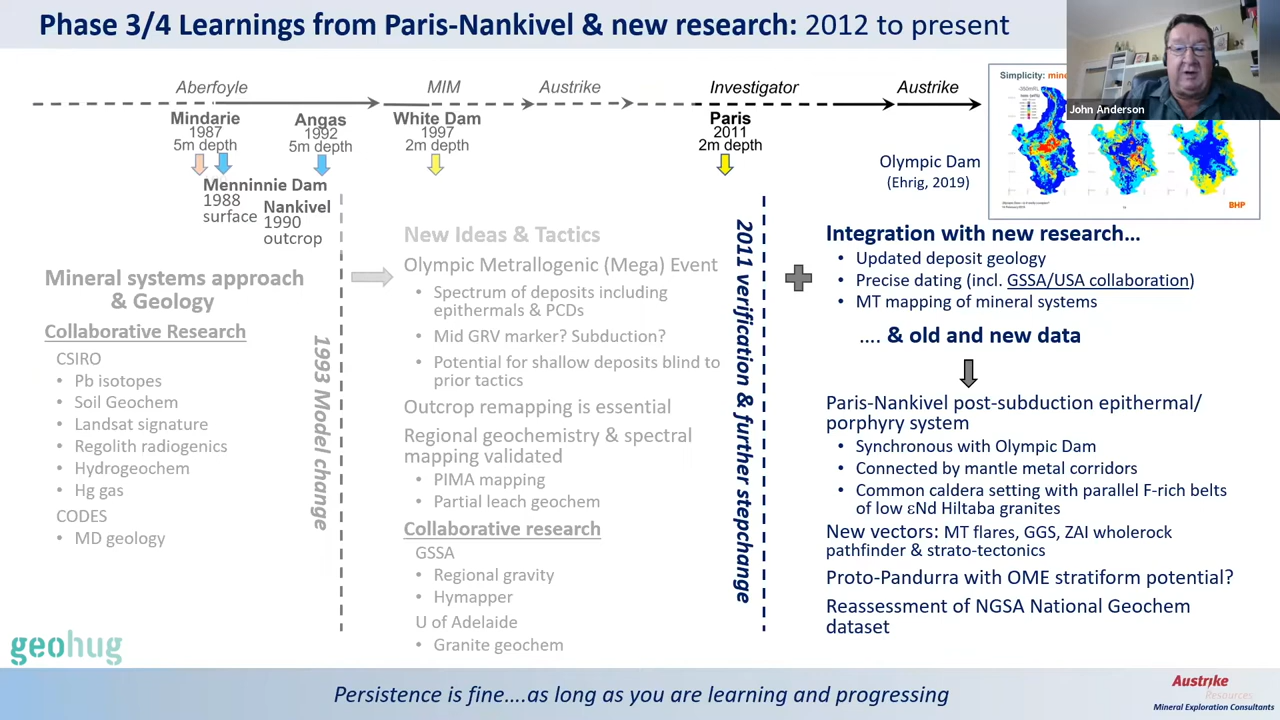 Phase 3/4 Learnings from Paris-Nankivel & new research: 2012 to present
Aberfoyle
MIM
Austrike
Investigator
Austrike
Mindarie
1987
5m depth
Angas
1992
5m depth
White Dam
1997
2m depth
Paris
2011
2m depth
Menninnie Dam
1988
surface
Nankivel
1990
outcrop
Olympic Dam
(Ehrig, 2019)
Simplicity: mine
BHP
John Anderson
Mineral systems approach
& Geology
Collaborative Research
CSIRO
• Pb isotopes
• Soil Geochem
• Landsat signature
• Regolith radiogenics
• Hydrogeochem
• Hg gas
CODES
• MD geology
1993 Model change
New Ideas & Tactics
Olympic Metrallogenic (Mega) Event
• Spectrum of deposits including
epithermals & PCDs
• Mid GRV marker? Subduction?
• Potential for shallow deposits blind to
prior tactics
Outcrop remapping is essential
Regional geochemistry & spectral
mapping validated
• PIMA mapping
• Partial leach geochem
Collaborative research
GSSA
• Regional gravity
• Hymapper
U of Adelaide
• Granite geochem
2011 verification & further stepchange
Integration with new research…
• Updated deposit geology
• Precise dating (incl. GSSA/USA collaboration)
• MT mapping of mineral systems
…. & old and new data
Paris-Nankivel post-subduction epithermal/
porphyry system
• Synchronous with Olympic Dam
• Connected by mantle metal corridors
• Common caldera setting with parallel F-rich belts
of low εNd Hiltaba granites
New vectors: MT flares, GGS, ZAI wholerock
pathfinder & strato-tectonics
Proto-Pandurra with OME stratiform potential?
Reassessment of NGSA National Geochem
dataset
geohug
Persistence is fine….as long as you are learning and progressing
Austrike
Resources
Mineral Exploration Consultants